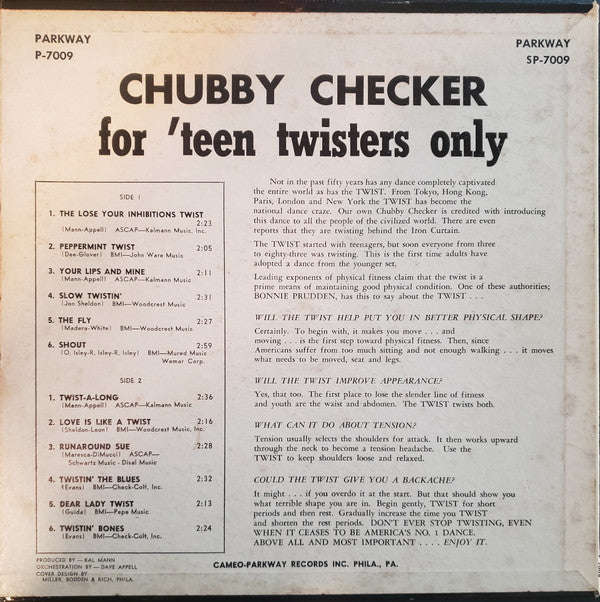 PARKWAY
P-7009
PARKWAY
SP-7009
CHUBBY CHECKER
for 'teen twisters only
SIDE 1
1. THE LOSE YOUR INHIBITIONS TWIST
2:23
(Mann-Appell) ASCAP—Kalmann Music, Inc.
2. PEPPERMINT TWIST 2:05
(Dee-Glover) BMI—John Ware Music
3. YOUR LIPS AND MINE 2:11
(Mann-Appell) ASCAP—Kalmann Music
4. SLOW TWISTIN' 2:31
(Jon Sheldon) BMI—Woodcrest Music
5. THE FLY 2:27
(Madara-White) BMI—Woodcrest Music
6. SHOUT 2:59
(O. Isley-R. Isley-R. Isley) BMI—Mured Music
Wemar Corp.
SIDE 2
1. TWIST-A-LONG 2:36
(Mann-Appell) ASCAP—Kalmann Music
2. LOVE IS LIKE A TWIST 2:16
(Sheldon-Leon) BMI—Woodcrest Music, Inc.
3. RUNAROUND SUE 2:28
(Maresca-DiMucci) ASCAP—
Schwartz Music - Disal Music
4. TWISTIN' THE BLUES 2:32
(Evans) BMI—Check-Colt, Inc.
5. DEAR LADY TWIST 2:13
(Guida) BMI—Pepe Music
6. TWISTIN' BONES 2:24
(Evans) BMI—Check-Colt, Inc.
Not in the past fifty years has any dance completely captivated
the entire world as has the TWIST. From Tokyo, Hong Kong,
Paris, London and New York the TWIST has become the
national dance craze. Our own Chubby Checker is credited with introducing
this dance to all the people of the civilized world. There are even
reports that they are twisting behind the Iron Curtain.
The TWIST started with teenagers, but soon everyone from three
to eighty-three was twisting. This is the first time adults have
adopted a dance from the younger set.
Leading exponents of physical fitness claim that the twist is a
prime means of maintaining good physical condition. One of these authorities;
BONNIE PRUDDEN, has this to say about the TWIST . . .
WILL THE TWIST HELP PUT YOU IN BETTER PHYSICAL SHAPE?
Certainly. To begin with, it makes you move . . . and
moving . . . is the first step toward physical fitness. Then, since
Americans suffer from too much sitting and not enough walking . . . it moves
what needs to be moved, seat and legs.
WILL THE TWIST IMPROVE APPEARANCE?
Yes, that too. The first place to lose the slender line of fitness
and youth are the waist and abdomen. The TWIST twists both.
WHAT CAN IT DO ABOUT TENSION?
Tension usually selects the shoulders for attack. It then works upward
through the neck to become a tension headache. Use the
TWIST to keep shoulders loose and relaxed.
COULD THE TWIST GIVE YOU A BACKACHE?
It might . . . if you overdo it at the start. But that should show you
what terrible shape you are in. Begin gently, TWIST for short
periods and then rest. Gradually increase the time you TWIST
and shorten the rest periods. DON'T EVER STOP TWISTING, EVEN
WHEN IT CEASES TO BE AMERICA'S NO. 1 DANCE.
ABOVE ALL AND MOST IMPORTANT . . . . ENJOY IT.
PRODUCED BY — KAL MANN
ORCHESTRATION BY — DAVE APPELL
COVER DESIGN BY
MILLER, BODDEN & RICH, PHILA.
CAMEO-PARKWAY RECORDS INC. PHILA., PA.